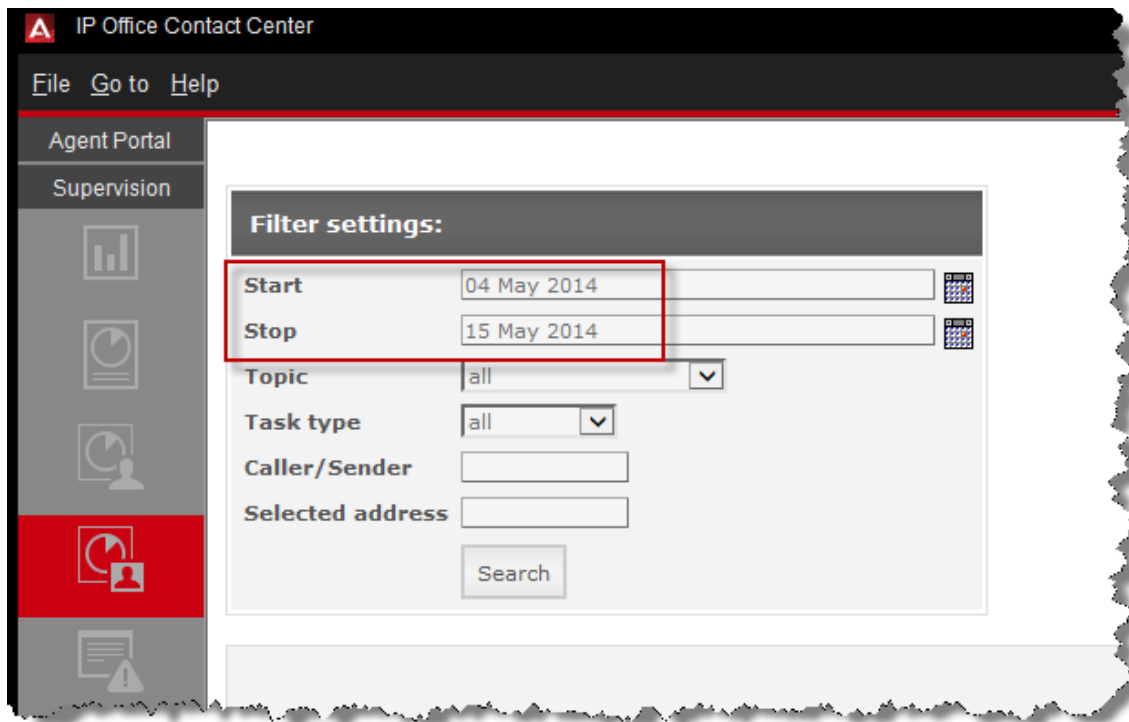 IP Office Contact Center
File Go to Help
Agent Portal
Supervision
Filter settings:
Start 04 May 2014
Stop 15 May 2014
Topic all
Task type all
Caller/Sender
Selected address
Search